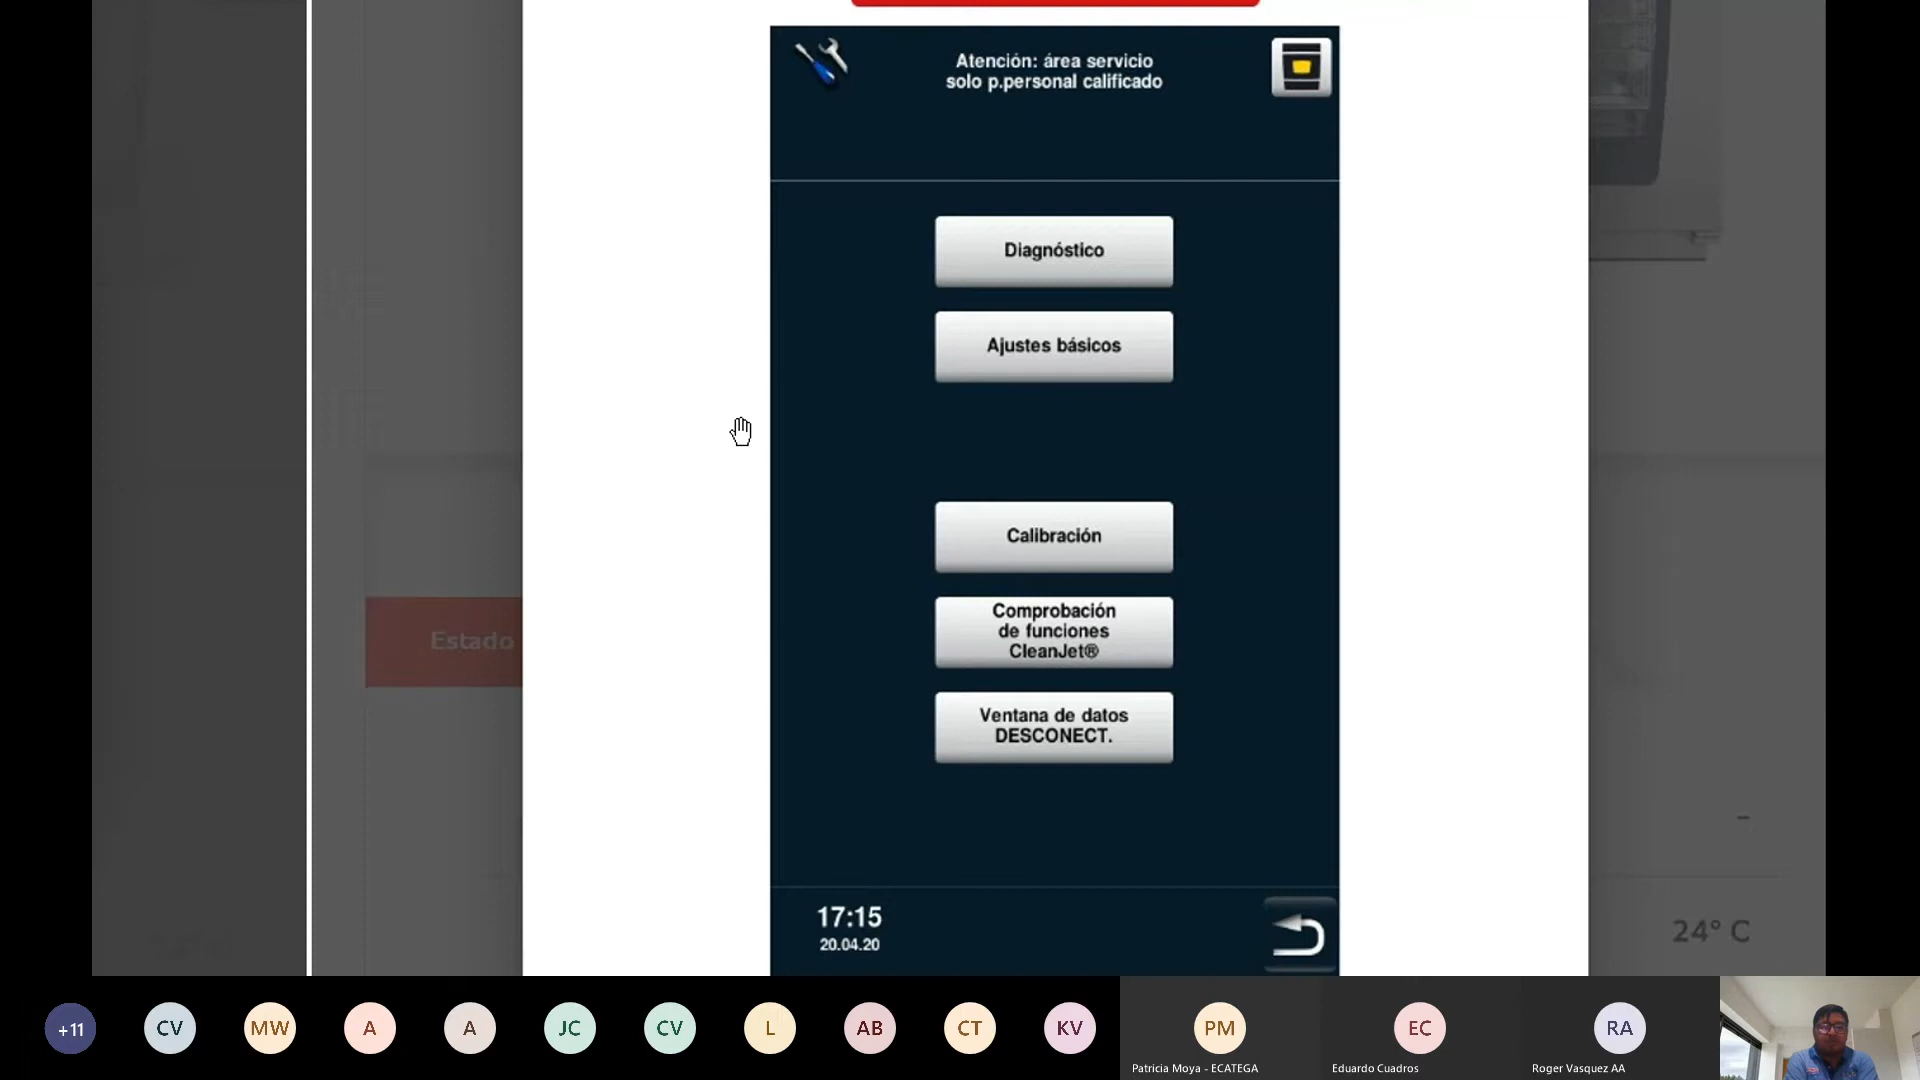 Atención: área servicio
solo p.personal calificado
Diagnóstico
Ajustes básicos
Calibración
Comprobación
de funciones
CleanJet®
Ventana de datos
DESCONECT.
Estado
17:15
20.04.20
24° C
+11
CV
MW
A
A
JC
CV
L
AB
CT
KV
PM
EC
RA
Patricia Moya - ECATEGA
Eduardo Cuadros
Roger Vasquez AA